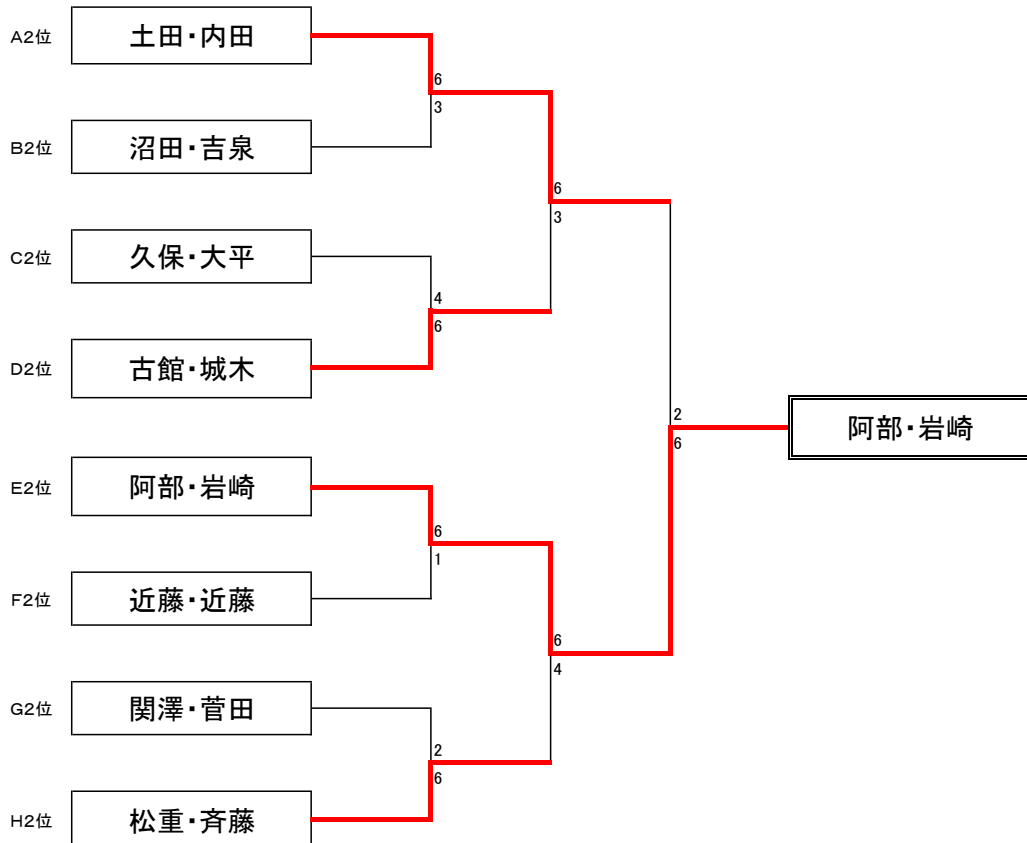 A2位
土田・内田
6
3
B2位
沼田・吉泉
6
3
C2位
久保・大平
4
6
D2位
古館・城木
2
6
阿部・岩崎
E2位
阿部・岩崎
6
1
F2位
近藤・近藤
6
4
G2位
関澤・菅田
2
6
H2位
松重・斉藤